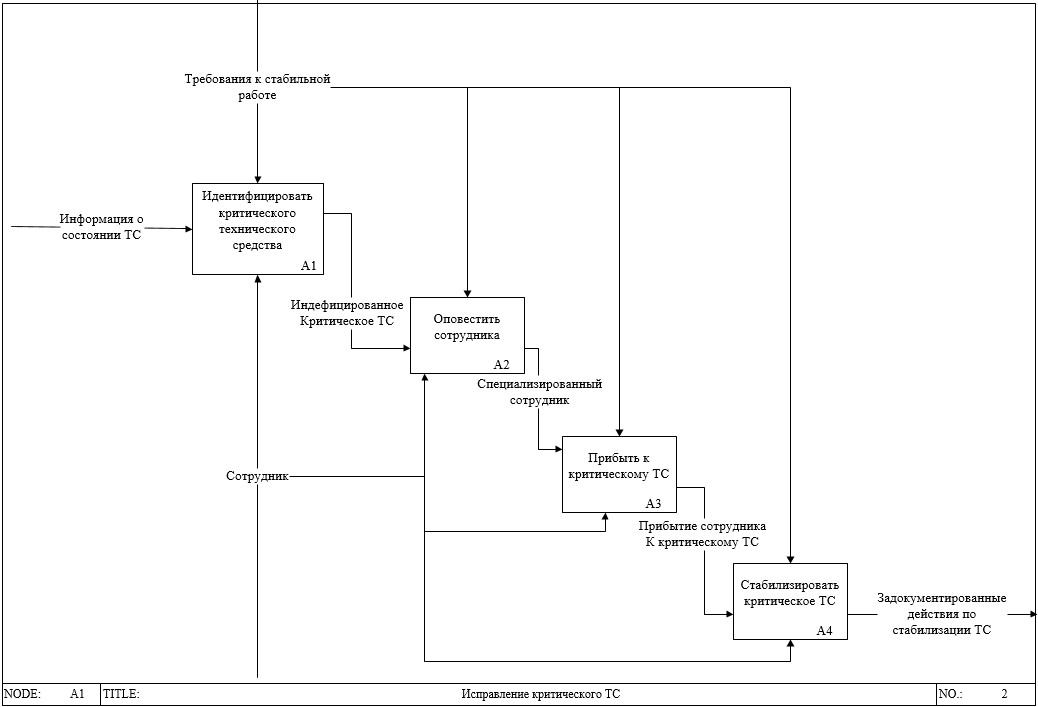 Требования к стабильной
работе
Идентифицировать
критического
технического
средства
A1
Информация о
состоянии ТС
Индефицированное
Критическое ТС
Оповестить
сотрудника
A2
Специализированный
сотрудник
Прибыть к
критическому ТС
A3
Сотрудник
Прибытие сотрудника
К критическому ТС
Стабилизировать
критическое ТС
A4
Задокументированные
действия по
стабилизации ТС
NODE: A1 TITLE: Исправление критического ТС NO.: 2